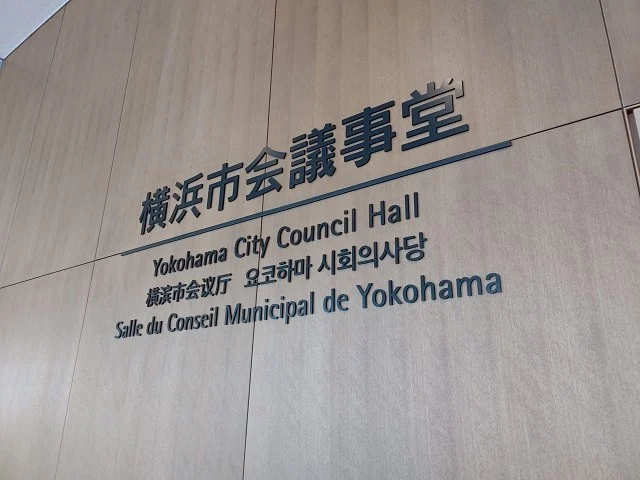 横浜市会議事堂
Yokohama City Council Hall
横浜市会议厅 요코하마 시회의사당
Salle du Conseil Municipal de Yokohama